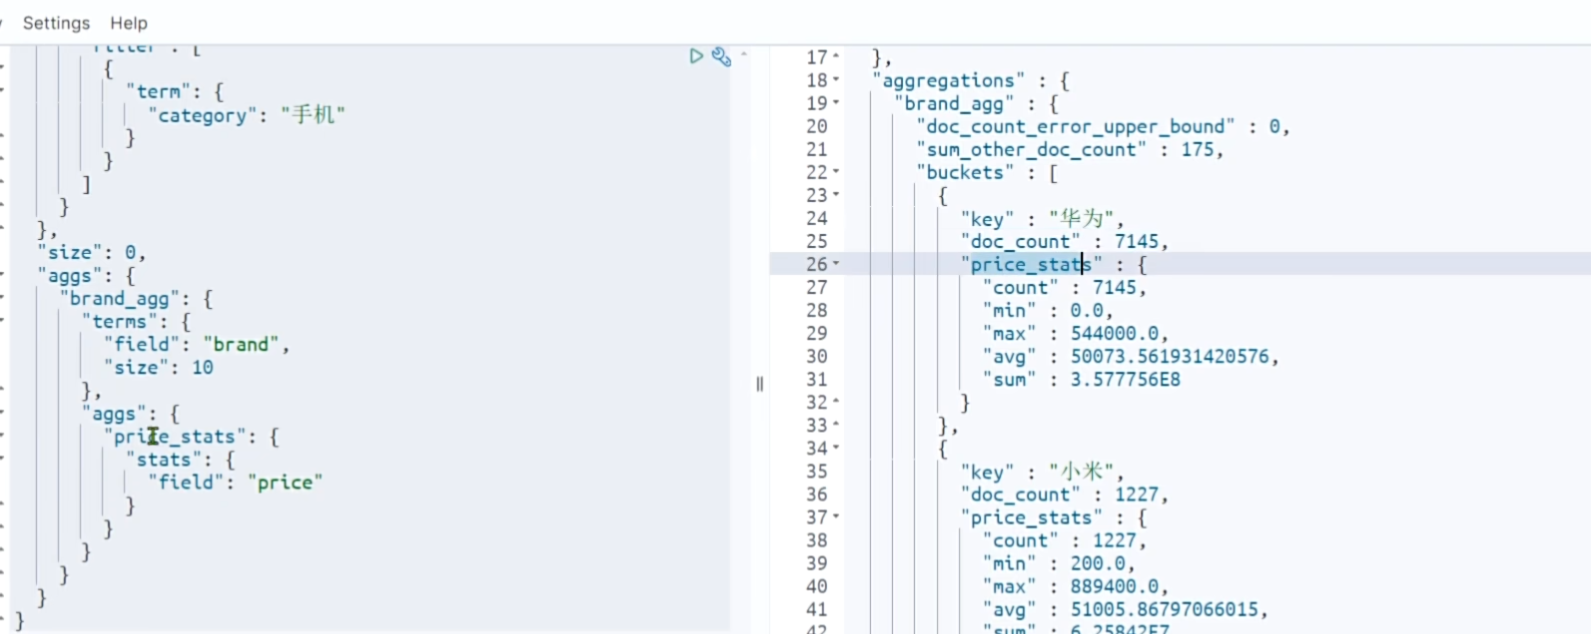 Settings Help
filter : [
{
"term": {
"category": "手机"
}
}
]
}
},
"size": 0,
"aggs": {
"brand_agg": {
"terms": {
"field": "brand",
"size": 10
},
"aggs": {
"price_stats": {
"stats": {
"field": "price"
}
}
}
}
}
}
17 },
18 "aggregations" : {
19 "brand_agg" : {
20 "doc_count_error_upper_bound" : 0,
21 "sum_other_doc_count" : 175,
22 "buckets" : [
23 {
24 "key" : "华为",
25 "doc_count" : 7145,
26 "price_stats" : {
27 "count" : 7145,
28 "min" : 0.0,
29 "max" : 544000.0,
30 "avg" : 50073.561931420576,
31 "sum" : 3.577756E8
32 }
33 },
34 {
35 "key" : "小米",
36 "doc_count" : 1227,
37 "price_stats" : {
38 "count" : 1227,
39 "min" : 200.0,
40 "max" : 889400.0,
41 "avg" : 51005.86797066015,
42 "sum" : 6.25842E7